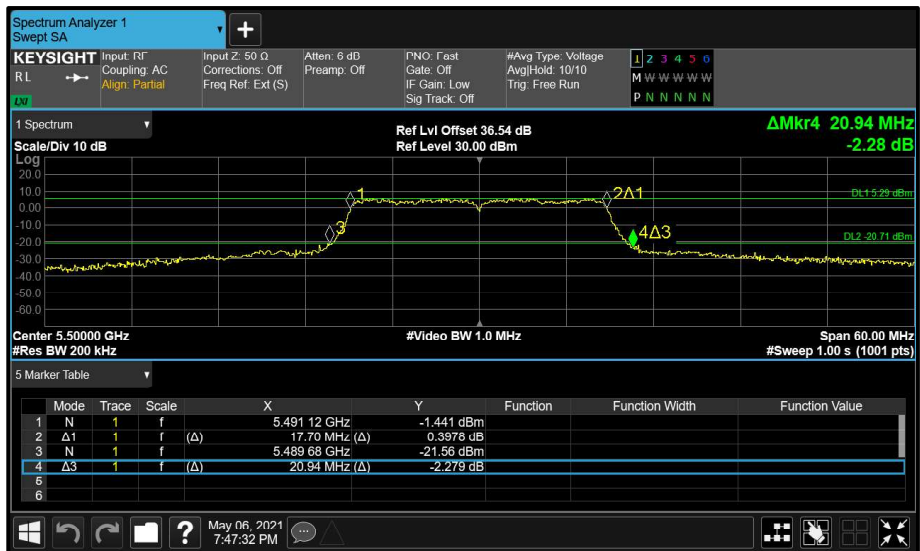 Spectrum Analyzer 1
Swept SA
KEYSIGHT
RL
LXI
Input: RF
Coupling: AC
Align: Partial
Input Z: 50 Ω
Corrections: Off
Freq Ref: Ext (S)
Atten: 6 dB
Preamp: Off
PNO: Fast
Gate: Off
IF Gain: Low
Sig Track: Off
#Avg Type: Voltage
Avg|Hold: 10/10
Trig: Free Run
1 2 3 4 5 6
M W W W W W
P N N N N N
1 Spectrum
Scale/Div 10 dB
Ref Lvl Offset 36.54 dB
Ref Level 30.00 dBm
ΔMkr4 20.94 MHz
-2.28 dB
Log
20.0
10.0
0.00
-10.0
-20.0
-30.0
-40.0
-50.0
-60.0
1
2Δ1
3
4Δ3
DL1 5.29 dBm
DL2 -20.71 dBm
Center 5.50000 GHz
#Video BW 1.0 MHz
Span 60.00 MHz
#Res BW 200 kHz
#Sweep 1.00 s (1001 pts)
5 Marker Table
Mode Trace Scale X Y Function Function Width Function Value
1 N 1 f 5.491 12 GHz -1.441 dBm
2 Δ1 1 f (Δ) 17.70 MHz (Δ) 0.3978 dB
3 N 1 f 5.489 68 GHz -21.56 dBm
4 Δ3 1 f (Δ) 20.94 MHz (Δ) -2.279 dB
5
6
?
May 06, 2021
7:47:32 PM